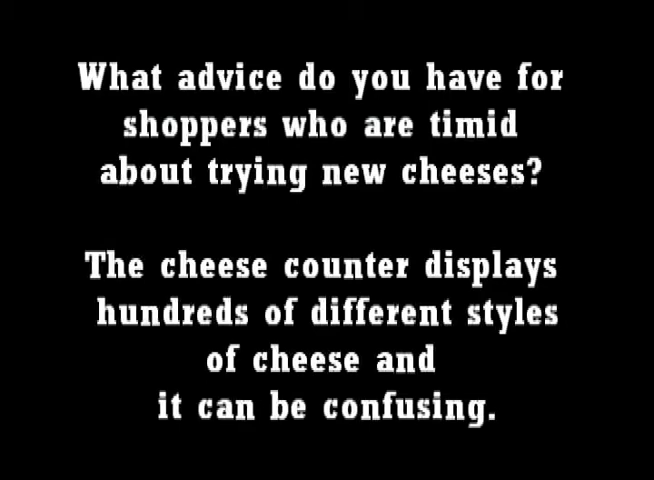 What advice do you have for
shoppers who are timid
about trying new cheeses?
The cheese counter displays
hundreds of different styles
of cheese and
it can be confusing.